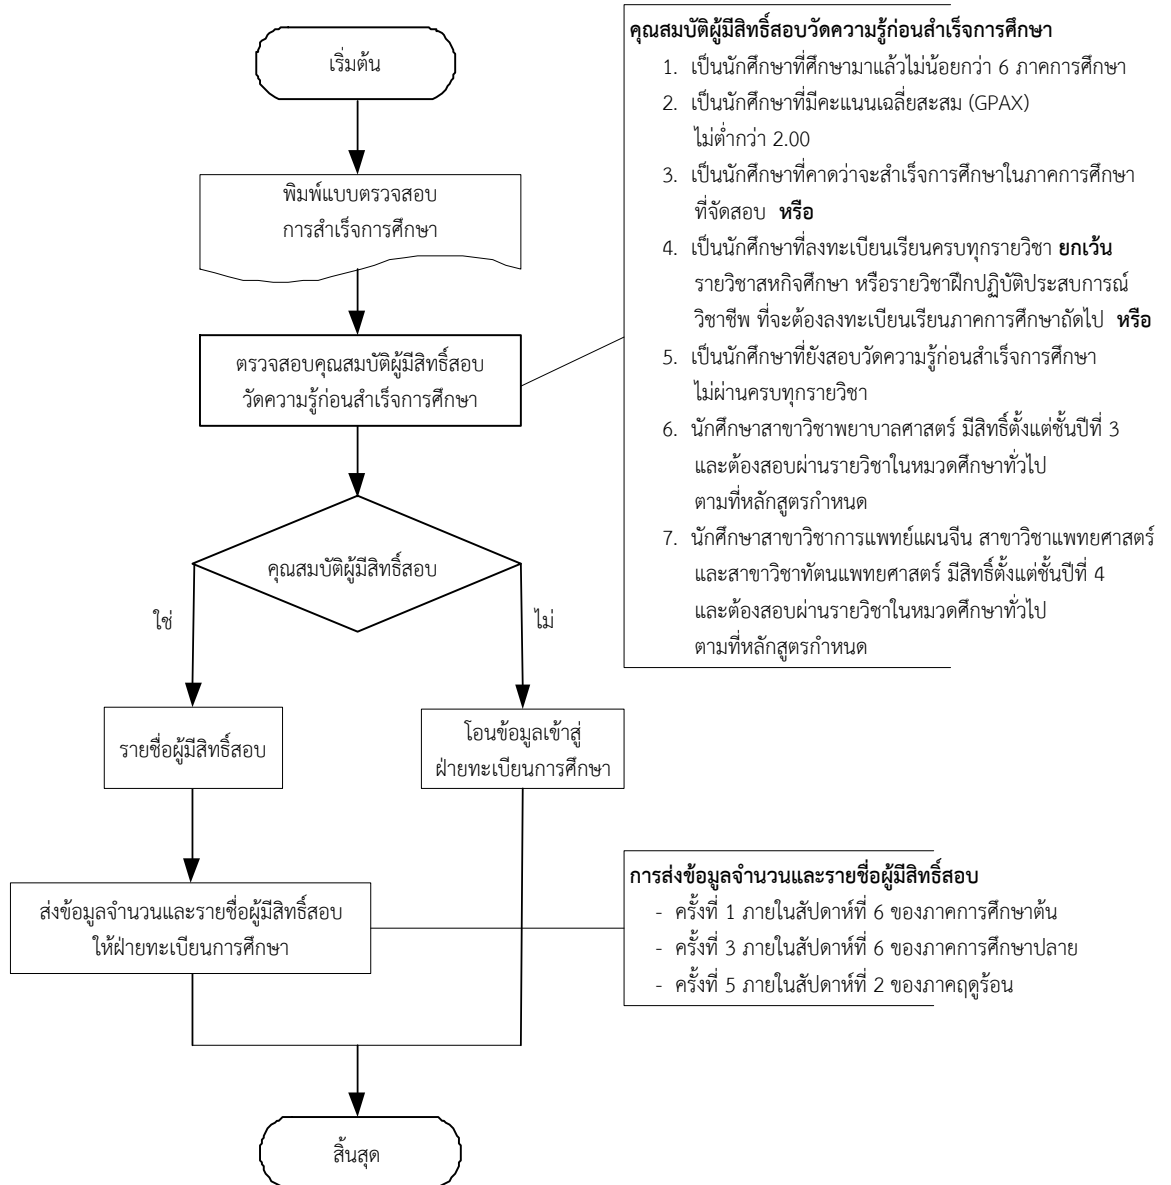 เริ่มต้น
พิมพ์แบบตรวจสอบ
การสำเร็จการศึกษา
ตรวจสอบคุณสมบัติผู้มีสิทธิ์สอบ
วัดความรู้ก่อนสำเร็จการศึกษา
คุณสมบัติผู้มีสิทธิ์สอบวัดความรู้ก่อนสำเร็จการศึกษา
1. เป็นนักศึกษาที่ศึกษามาแล้วไม่น้อยกว่า 6 ภาคการศึกษา
2. เป็นนักศึกษาที่มีคะแนนเฉลี่ยสะสม (GPAX)
ไม่ต่ำกว่า 2.00
3. เป็นนักศึกษาที่คาดว่าจะสำเร็จการศึกษาในภาคการศึกษา
ที่จัดสอบ หรือ
4. เป็นนักศึกษาที่ลงทะเบียนเรียนครบทุกรายวิชา ยกเว้น
รายวิชาสหกิจศึกษา หรือรายวิชาฝึกปฏิบัติประสบการณ์
วิชาชีพ ที่จะต้องลงทะเบียนเรียนภาคการศึกษาถัดไป หรือ
5. เป็นนักศึกษาที่ยังสอบวัดความรู้ก่อนสำเร็จการศึกษา
ไม่ผ่านครบทุกรายวิชา
6. นักศึกษาสาขาวิชาพยาบาลศาสตร์ มีสิทธิ์ตั้งแต่ชั้นปีที่ 3
และต้องสอบผ่านรายวิชาในหมวดศึกษาทั่วไป
ตามที่หลักสูตรกำหนด
7. นักศึกษาสาขาวิชาการแพทย์แผนจีน สาขาวิชาแพทยศาสตร์
และสาขาวิชาทัตนแพทยศาสตร์ มีสิทธิ์ตั้งแต่ชั้นปีที่ 4
และต้องสอบผ่านรายวิชาในหมวดศึกษาทั่วไป
ตามที่หลักสูตรกำหนด
คุณสมบัติผู้มีสิทธิ์สอบ
ใช่
ไม่
รายชื่อผู้มีสิทธิ์สอบ
โอนข้อมูลเข้าสู่
ฝ่ายทะเบียนการศึกษา
ส่งข้อมูลจำนวนและรายชื่อผู้มีสิทธิ์สอบ
ให้ฝ่ายทะเบียนการศึกษา
การส่งข้อมูลจำนวนและรายชื่อผู้มีสิทธิ์สอบ
- ครั้งที่ 1 ภายในสัปดาห์ที่ 6 ของภาคการศึกษาต้น
- ครั้งที่ 3 ภายในสัปดาห์ที่ 6 ของภาคการศึกษาปลาย
- ครั้งที่ 5 ภายในสัปดาห์ที่ 2 ของภาคฤดูร้อน
สิ้นสุด